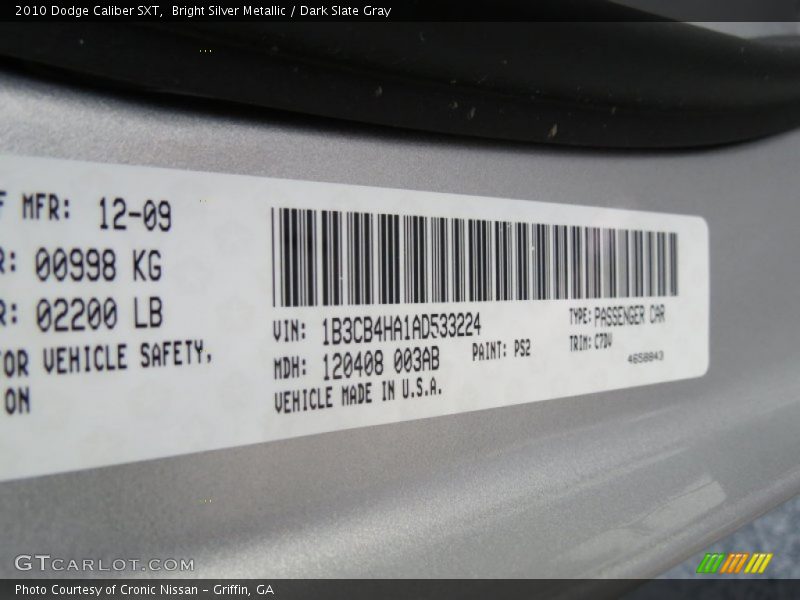 2010 Dodge Caliber SXT,  Bright Silver Metallic / Dark Slate Gray
F MFR: 12-09
R: 00998 KG
R: 02200 LB
OR VEHICLE SAFETY,
ON
VIN: 1B3CB4HA1AD533224
TYPE: PASSENGER CAR
MDH: 120408 003AB
PAINT: PS2
TRIM: C7DV
VEHICLE MADE IN U.S.A.
4658843
GTCARLOT.COM
Photo Courtesy of Cronic Nissan – Griffin, GA